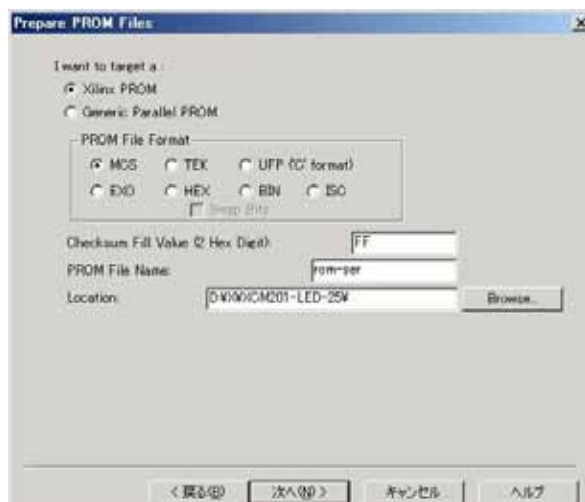 Prepare PROM Files
I want to target a
Xilinx PROM
Generic Parallel PROM
PROM File Format
MCS TEK UFP ("C" format)
EXO HEX BIN ISC
Swap Bits
Checksum Fill Value (2 Hex Digit): FF
PROM File Name: rom-ser
Location: Browse...
< 戻る(B) 次へ(N) > キャンセル ヘルプ